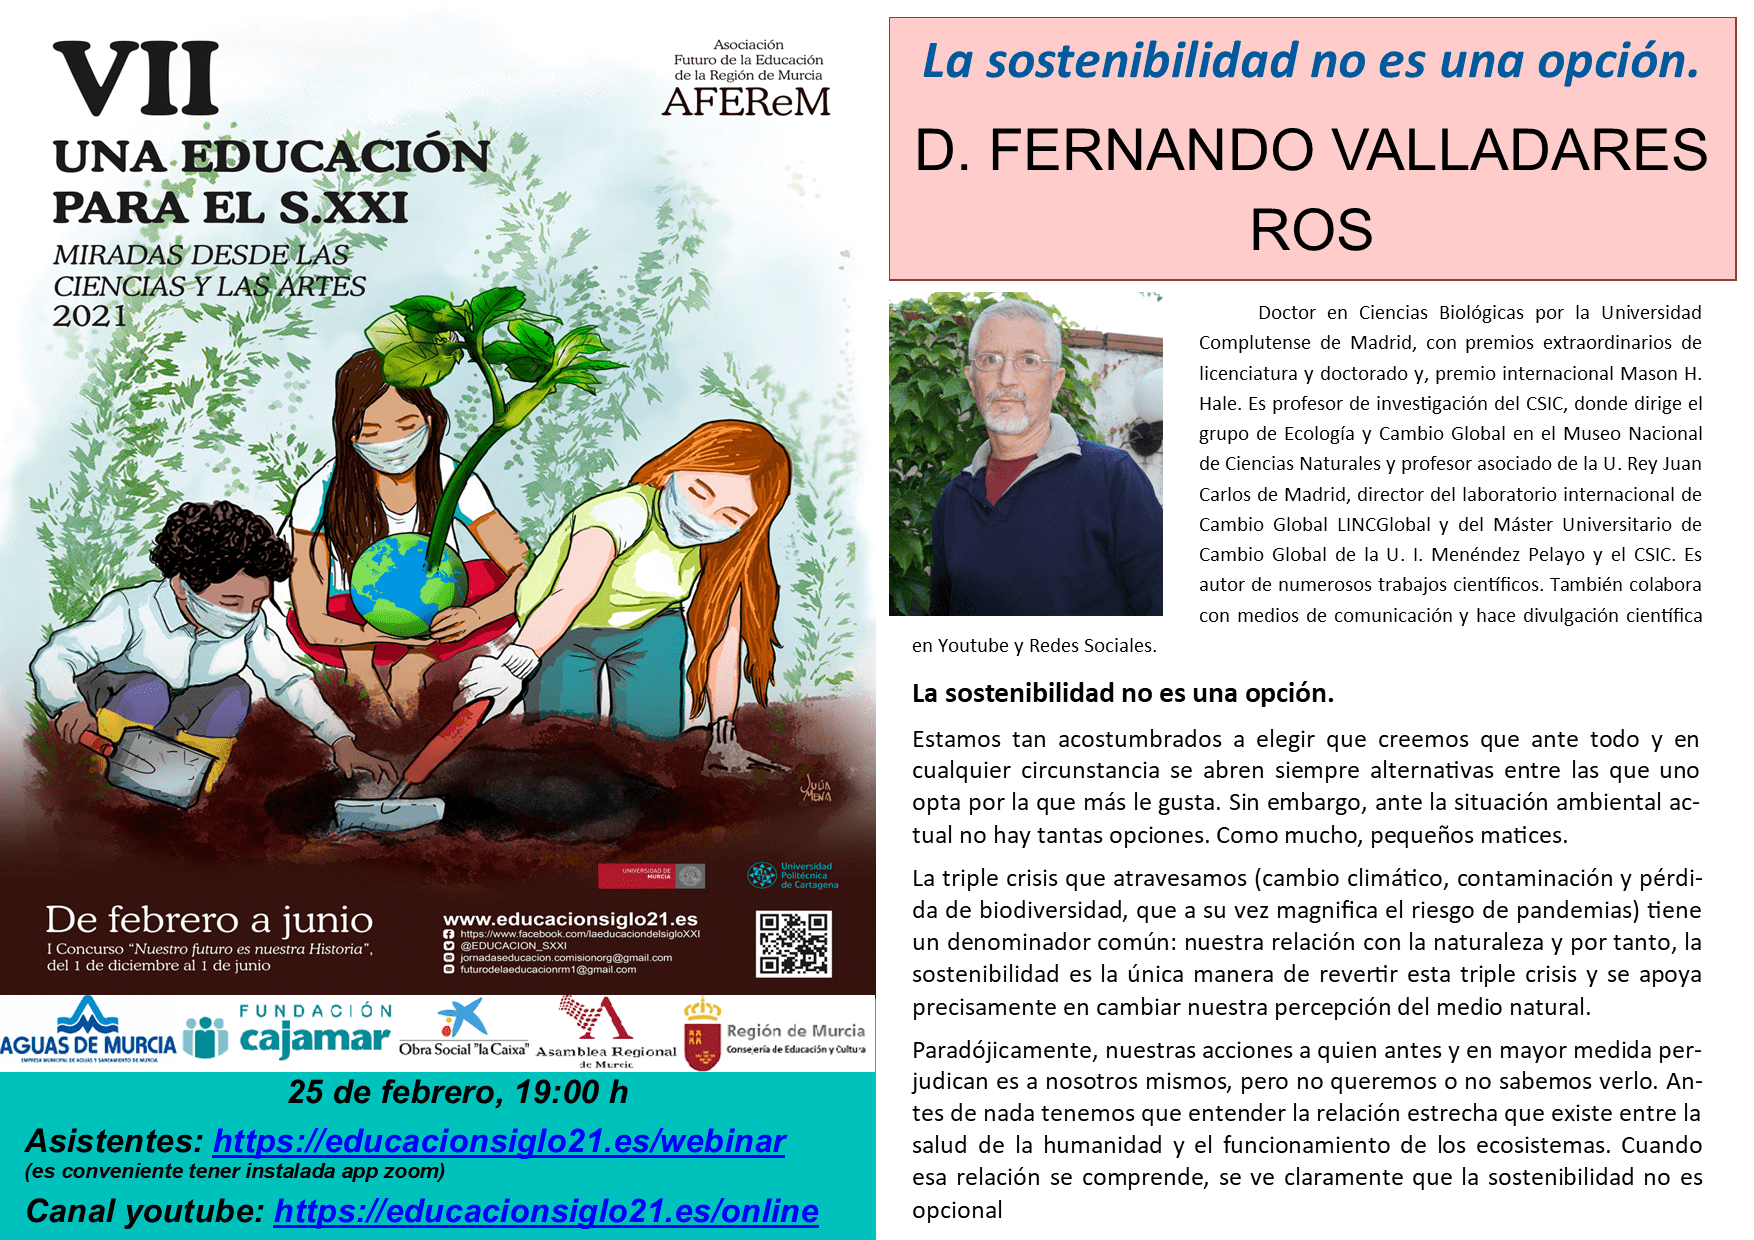 VII
UNA EDUCACIÓN
PARA EL S.XXI
MIRADAS DESDE LAS
CIENCIAS Y LAS ARTES
2021
Asociación
Futuro de la Educación
de la Región de Murcia
AFEReM
JULIA
MENA
UNIVERSIDAD DE
MURCIA
Universidad
Politécnica
de Cartagena
De febrero a junio
I Concurso “Nuestro futuro es nuestra Historia”,
del 1 de diciembre al 1 de junio
www.educacionsiglo21.es
https://www.facebook.com/laeducaciondelsigloXXI
@EDUCACION_SXXI
jornadaseducacion.comisionorg@gmail.com
futurodelaeducacionrm1@gmail.com
AGUAS DE MURCIA
EMPRESA MUNICIPAL DE AGUAS Y SANEAMIENTO DE MURCIA
FUNDACIÓN
cajamar
Obra Social "la Caixa"
Asamblea Regional
de Murcia
Región de Murcia
Consejería de Educación y Cultura
25 de febrero, 19:00 h
Asistentes: https://educacionsiglo21.es/webinar
(es conveniente tener instalada app zoom)
Canal youtube: https://educacionsiglo21.es/online
La sostenibilidad no es una opción.
D. FERNANDO VALLADARES
ROS
Doctor en Ciencias Biológicas por la Universidad
Complutense de Madrid, con premios extraordinarios de
licenciatura y doctorado y, premio internacional Mason H.
Hale. Es profesor de investigación del CSIC, donde dirige el
grupo de Ecología y Cambio Global en el Museo Nacional
de Ciencias Naturales y profesor asociado de la U. Rey Juan
Carlos de Madrid, director del laboratorio internacional de
Cambio Global LINCGlobal y del Máster Universitario de
Cambio Global de la U. I. Menéndez Pelayo y el CSIC. Es
autor de numerosos trabajos científicos. También colabora
con medios de comunicación y hace divulgación científica
en Youtube y Redes Sociales.
La sostenibilidad no es una opción.
Estamos tan acostumbrados a elegir que creemos que ante todo y en
cualquier circunstancia se abren siempre alternativas entre las que uno
opta por la que más le gusta. Sin embargo, ante la situación ambiental ac-
tual no hay tantas opciones. Como mucho, pequeños matices.
La triple crisis que atravesamos (cambio climático, contaminación y pérdi-
da de biodiversidad, que a su vez magnifica el riesgo de pandemias) tiene
un denominador común: nuestra relación con la naturaleza y por tanto, la
sostenibilidad es la única manera de revertir esta triple crisis y se apoya
precisamente en cambiar nuestra percepción del medio natural.
Paradójicamente, nuestras acciones a quien antes y en mayor medida per-
judican es a nosotros mismos, pero no queremos o no sabemos verlo. An-
tes de nada tenemos que entender la relación estrecha que existe entre la
salud de la humanidad y el funcionamiento de los ecosistemas. Cuando
esa relación se comprende, se ve claramente que la sostenibilidad no es
opcional